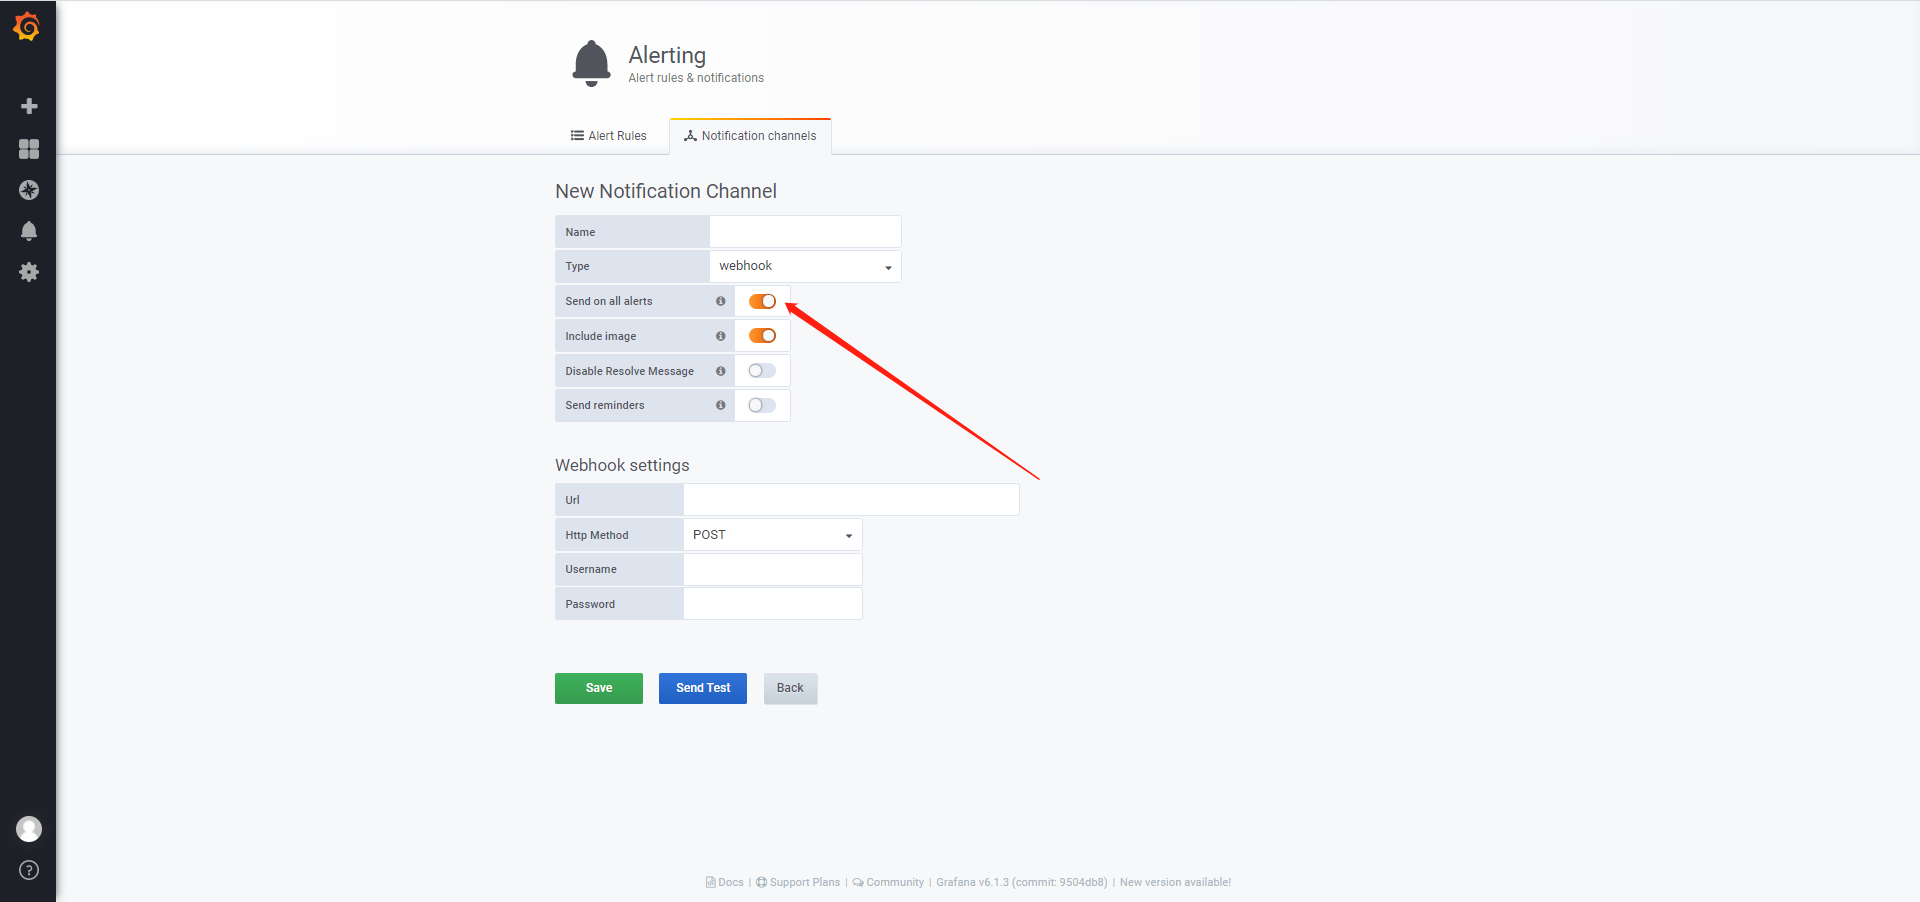 Alerting
Alert rules & notifications
Alert Rules
Notification channels
New Notification Channel
Name
Type webhook
Send on all alerts
Include image
Disable Resolve Message
Send reminders
Webhook settings
Url
Http Method POST
Username
Password
Save Send Test Back
Docs | Support Plans | Community | Grafana v6.1.3 (commit: 9504db8) | New version available!